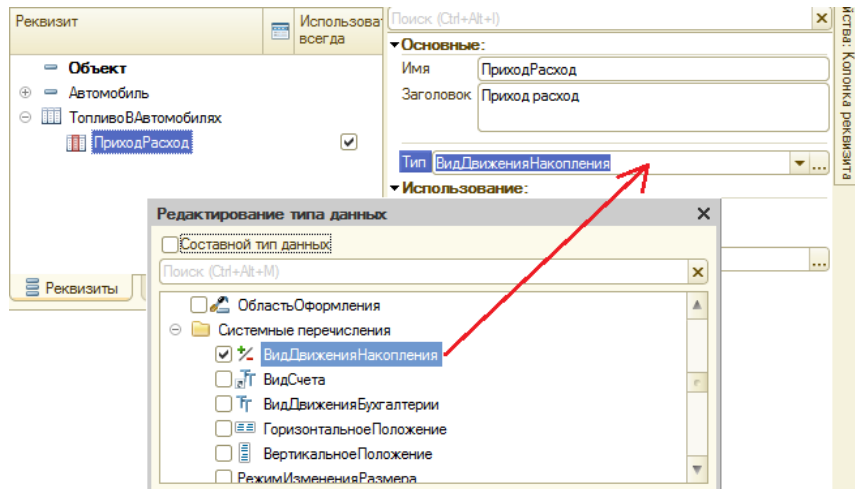 Реквизит
Использова
всегда
Объект
Автомобиль
ТопливоВАвтомобилях
ПриходРасход
Реквизиты
Поиск (Ctrl+Alt+I)
Основные:
Имя ПриходРасход
Заголовок Приход расход
Тип ВидДвиженияНакопления
Использование:
йства: Колонка реквизита
Редактирование типа данных
Составной тип данных
Поиск (Ctrl+Alt+M)
ОбластьОформления
Системные перечисления
ВидДвиженияНакопления
ВидСчета
ВидДвиженияБухгалтерии
ГоризонтальноеПоложение
ВертикальноеПоложение
РежимИзмененияРазмера